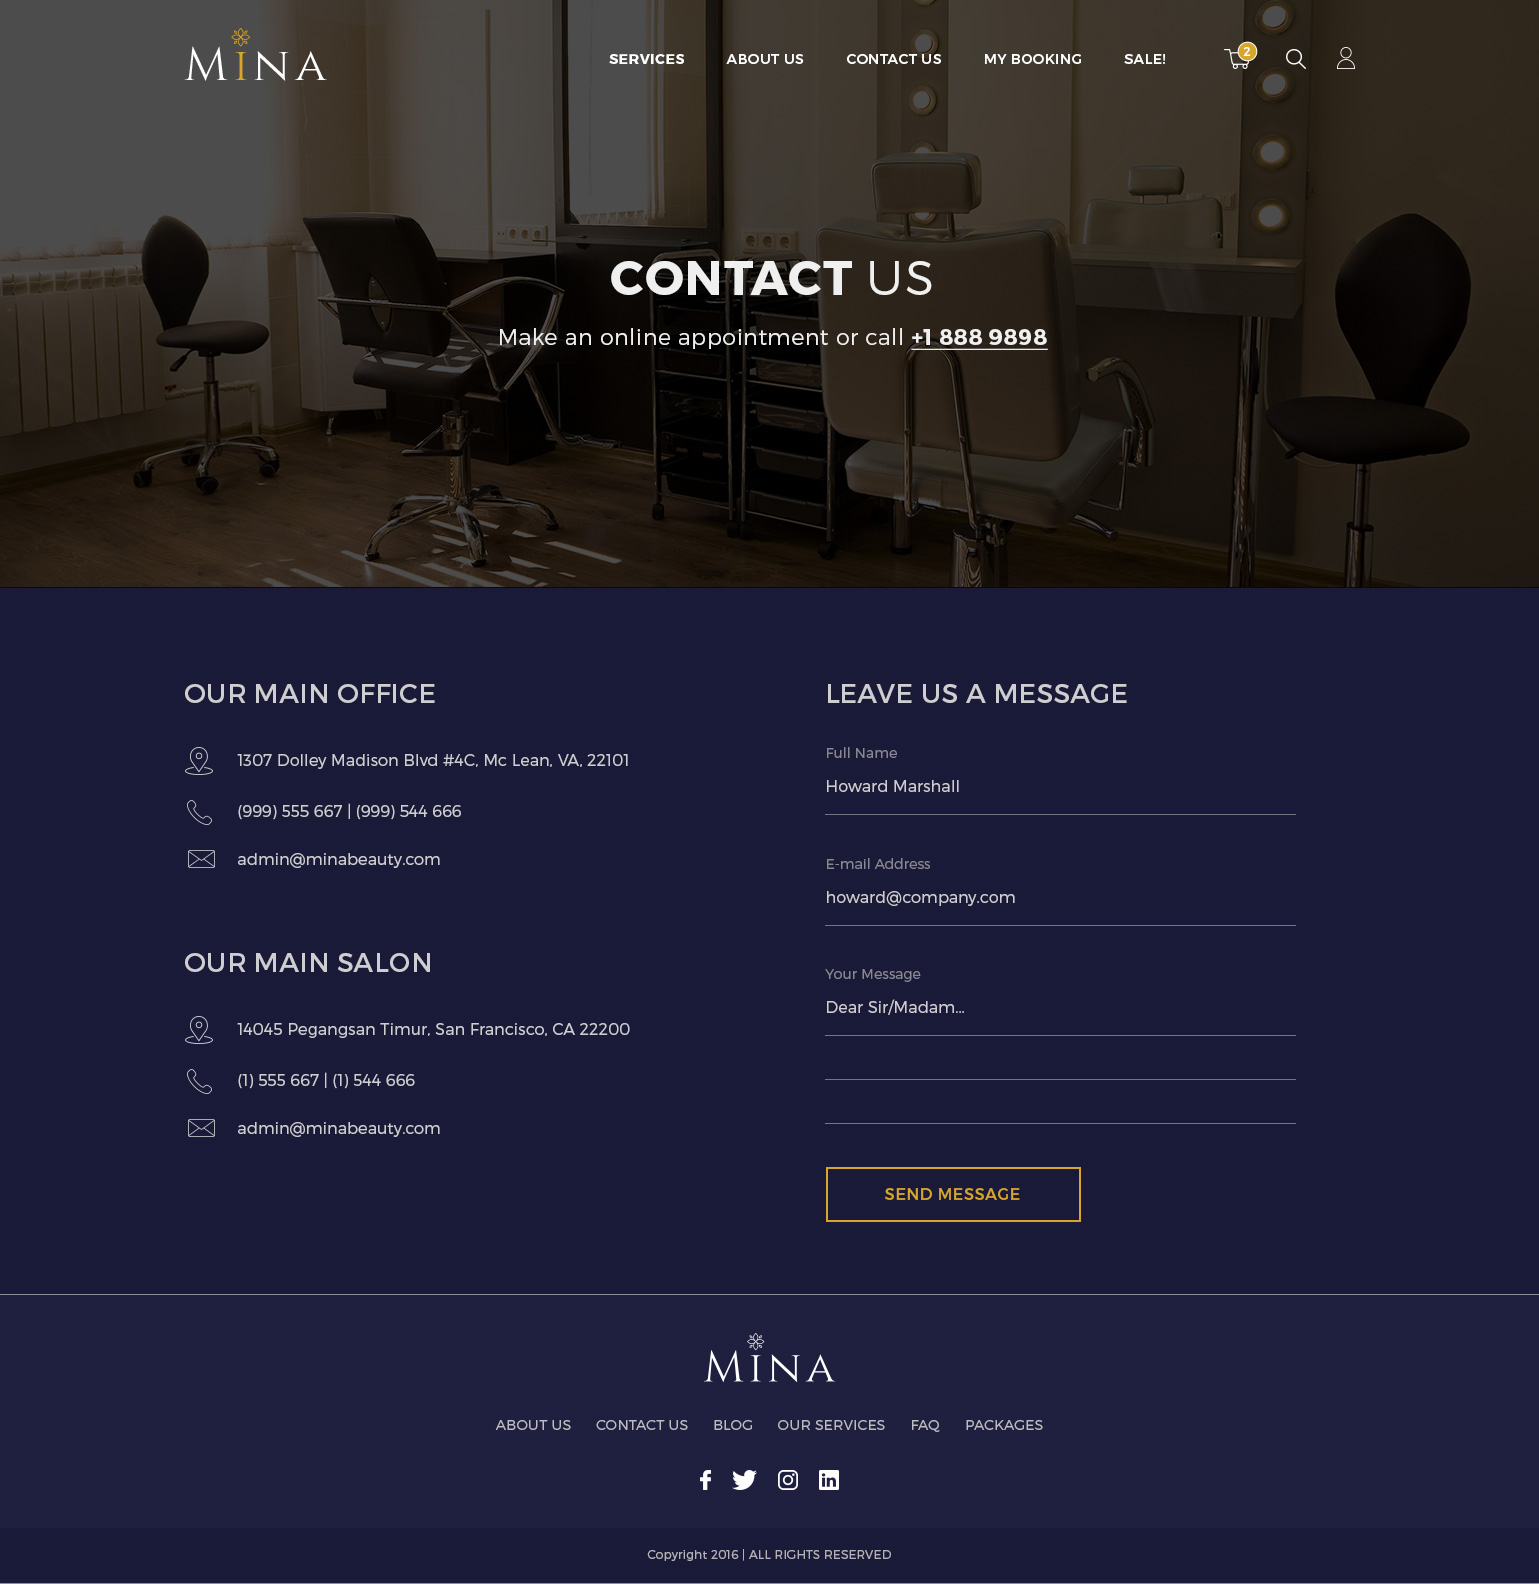 MINA
SERVICES ABOUT US CONTACT US MY BOOKING SALE! 2
CONTACT US
Make an online appointment or call +1 888 9898
OUR MAIN OFFICE
1307 Dolley Madison Blvd #4C, Mc Lean, VA, 22101
(999) 555 667 | (999) 544 666
admin@minabeauty.com
OUR MAIN SALON
14045 Pegangsan Timur, San Francisco, CA 22200
(1) 555 667 | (1) 544 666
admin@minabeauty.com
LEAVE US A MESSAGE
Full Name
Howard Marshall
E-mail Address
howard@company.com
Your Message
Dear Sir/Madam...
SEND MESSAGE
MINA
ABOUT US CONTACT US BLOG OUR SERVICES FAQ PACKAGES
Copyright 2016 | ALL RIGHTS RESERVED